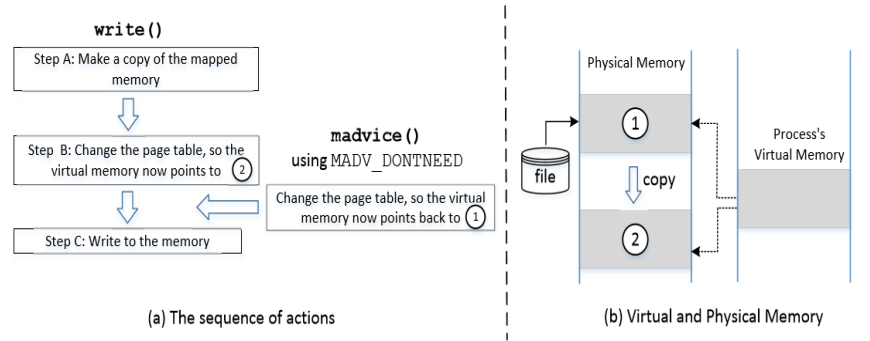 write()
Step A: Make a copy of the mapped
memory
Step B: Change the page table, so the
virtual memory now points to 2
Step C: Write to the memory
madvice()
using MADV_DONTNEED
Change the page table, so the virtual
memory now points back to 1
(a) The sequence of actions
Physical Memory
1
file
copy
2
Process's
Virtual Memory
(b) Virtual and Physical Memory